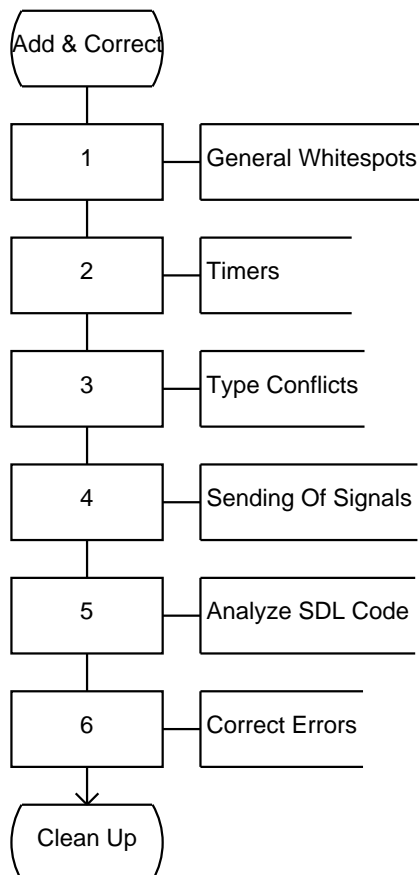 Add & Correct
1
General Whitespots
2
Timers
3
Type Conflicts
4
Sending Of Signals
5
Analyze SDL Code
6
Correct Errors
Clean Up